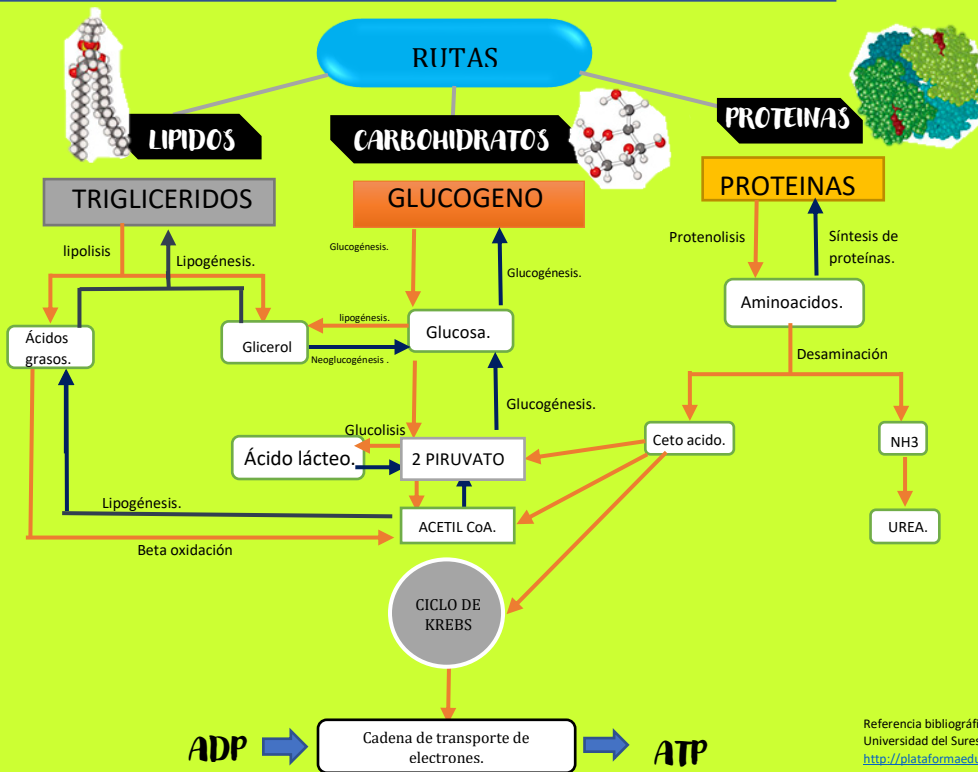 RUTAS
LIPIDOS
CARBOHIDRATOS
PROTEINAS
TRIGLICERIDOS
GLUCOGENO
PROTEINAS
lipolisis
Lipogénesis.
Glucogénesis.
Glucogénesis.
Protenolisis
Síntesis de
proteínas.
Ácidos
grasos.
Glicerol
lipogénesis.
Neoglucogénesis .
Glucosa.
Aminoacidos.
Desaminación
Glucogénesis.
Glucolisis
Ácido lácteo.
2 PIRUVATO
Ceto acido.
NH3
Lipogénesis.
ACETIL CoA.
UREA.
Beta oxidación
CICLO DE
KREBS
ADP
Cadena de transporte de
electrones.
ATP
Referencia bibliográfi
Universidad del Sures
http://plataformaedu